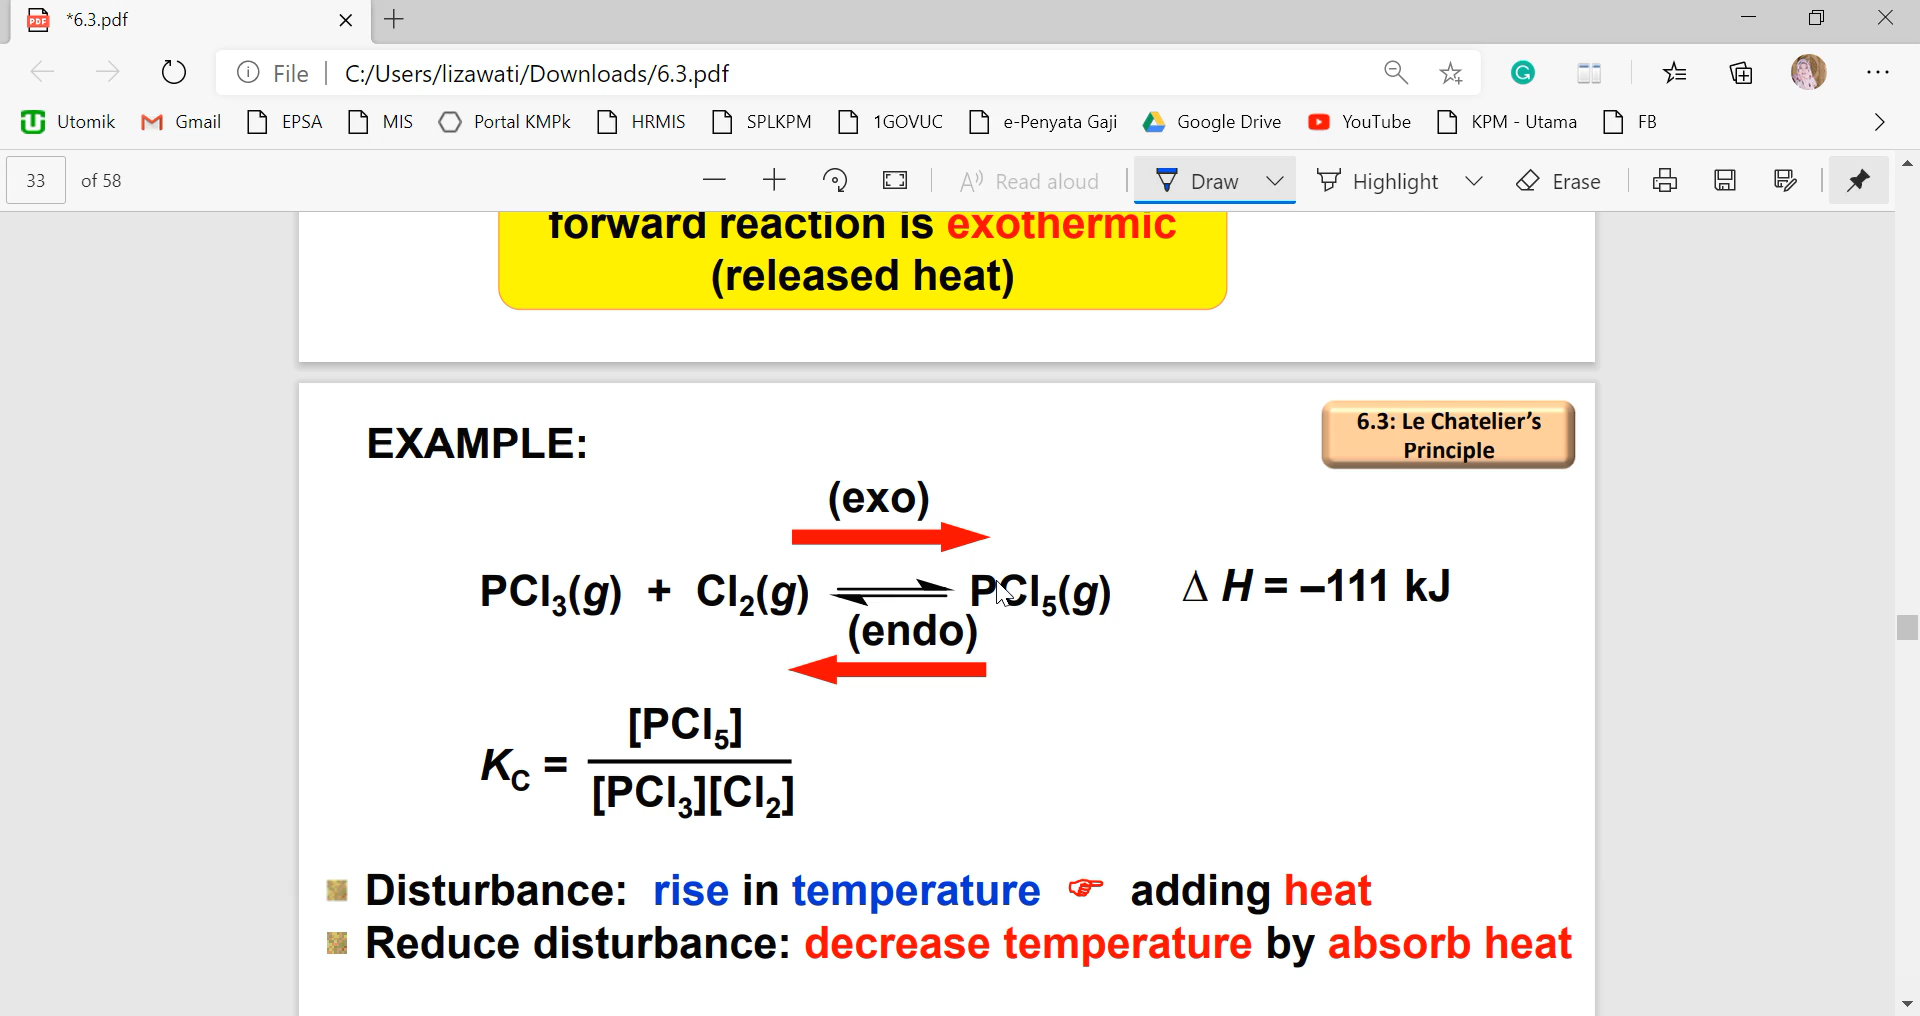 *6.3.pdf
File | C:/Users/lizawati/Downloads/6.3.pdf
Utomik Gmail EPSA MIS Portal KMPk HRMIS SPLKPM 1GOVUC e-Penyata Gaji Google Drive YouTube KPM - Utama FB
33 of 58 Read aloud Draw Highlight Erase
forward reaction is exothermic
(released heat)
6.3: Le Chatelier’s
Principle
EXAMPLE:
(exo)
PCl₃(g) + Cl₂(g) ⇌ PCl₅(g) Δ H = –111 kJ
(endo)
K_C = [PCl₅] / [PCl₃][Cl₂]
Disturbance: rise in temperature ☞ adding heat
Reduce disturbance: decrease temperature by absorb heat